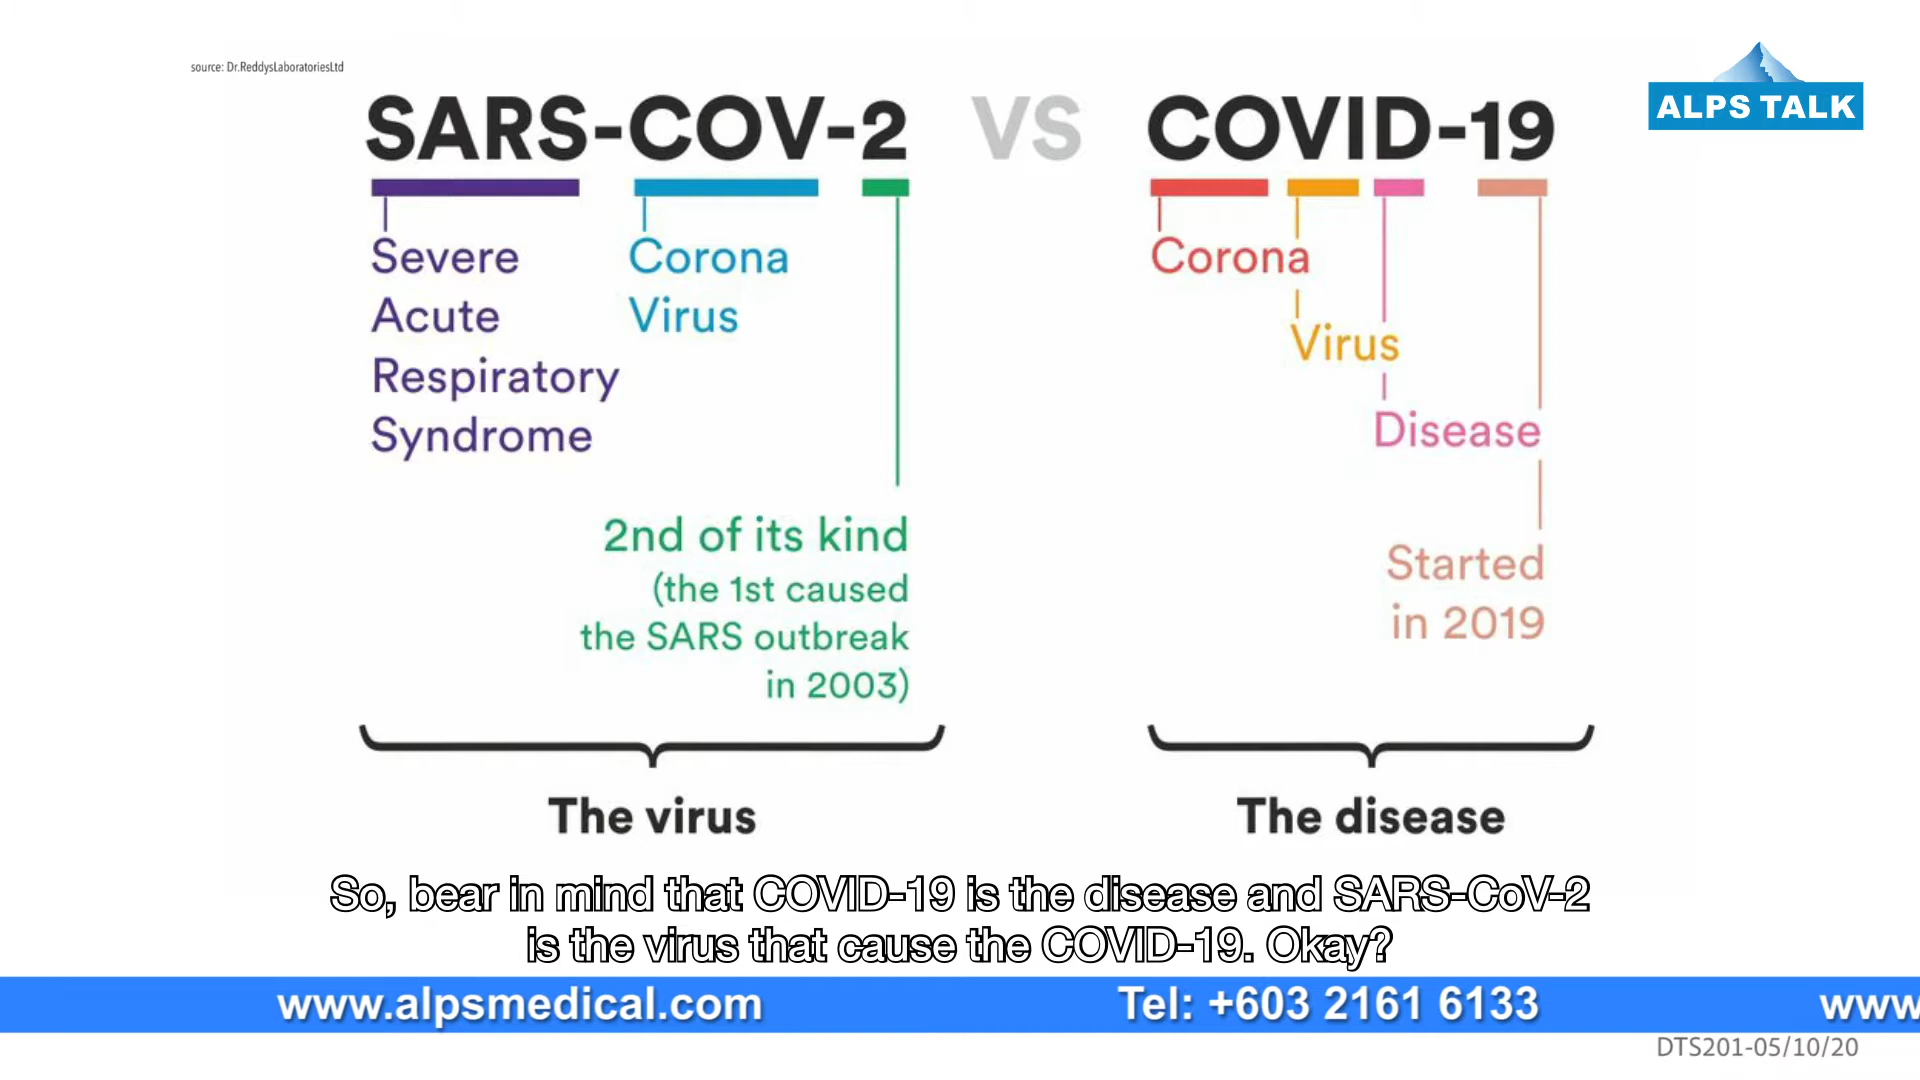 source: Dr.ReddysLaboratoriesLtd
ALPS TALK
SARS-COV-2 VS COVID-19
Severe
Acute
Respiratory
Syndrome
Corona
Virus
2nd of its kind
(the 1st caused
the SARS outbreak
in 2003)
Corona
Virus
Disease
Started
in 2019
The virus
The disease
So, bear in mind that COVID-19 is the disease and SARS-CoV-2
is the virus that cause the COVID-19. Okay?
www.alpsmedical.com Tel: +603 2161 6133 www
DTS201-05/10/20